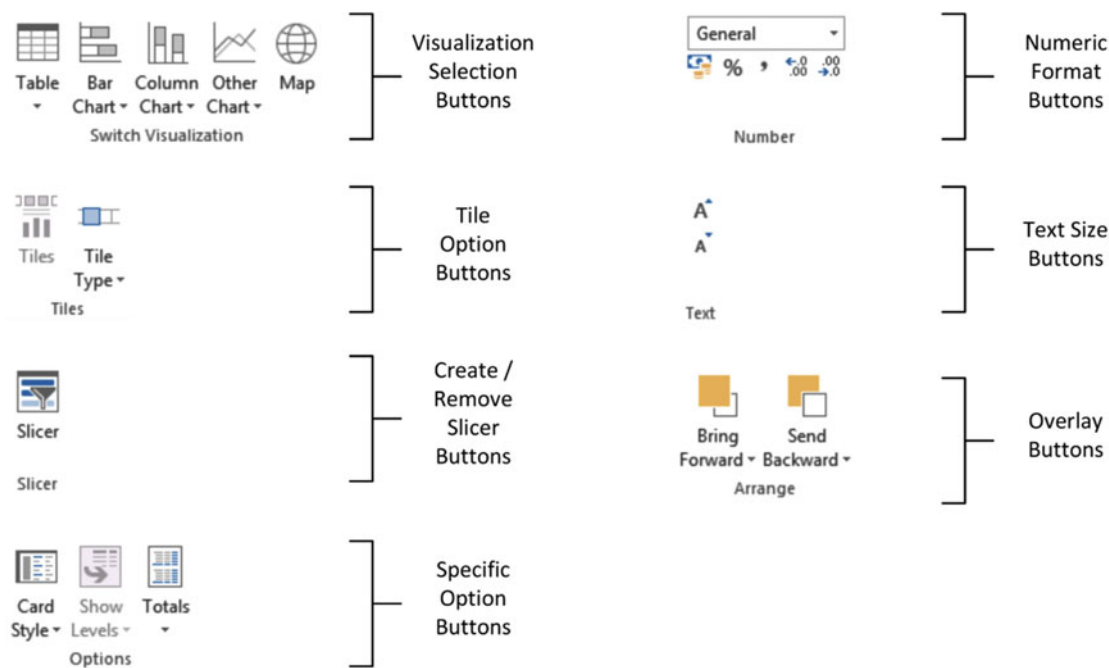 Table
Bar
Chart
Column
Chart
Other
Chart
Map
Switch Visualization
Visualization
Selection
Buttons
General
%
,
←.0
.00
.00
→.0
Number
Numeric
Format
Buttons
Tiles
Tile
Type
Tiles
Tile
Option
Buttons
A
A
Text
Text Size
Buttons
Slicer
Slicer
Create /
Remove
Slicer
Buttons
Bring
Forward
Send
Backward
Arrange
Overlay
Buttons
Card
Style
Show
Levels
Totals
Options
Specific
Option
Buttons